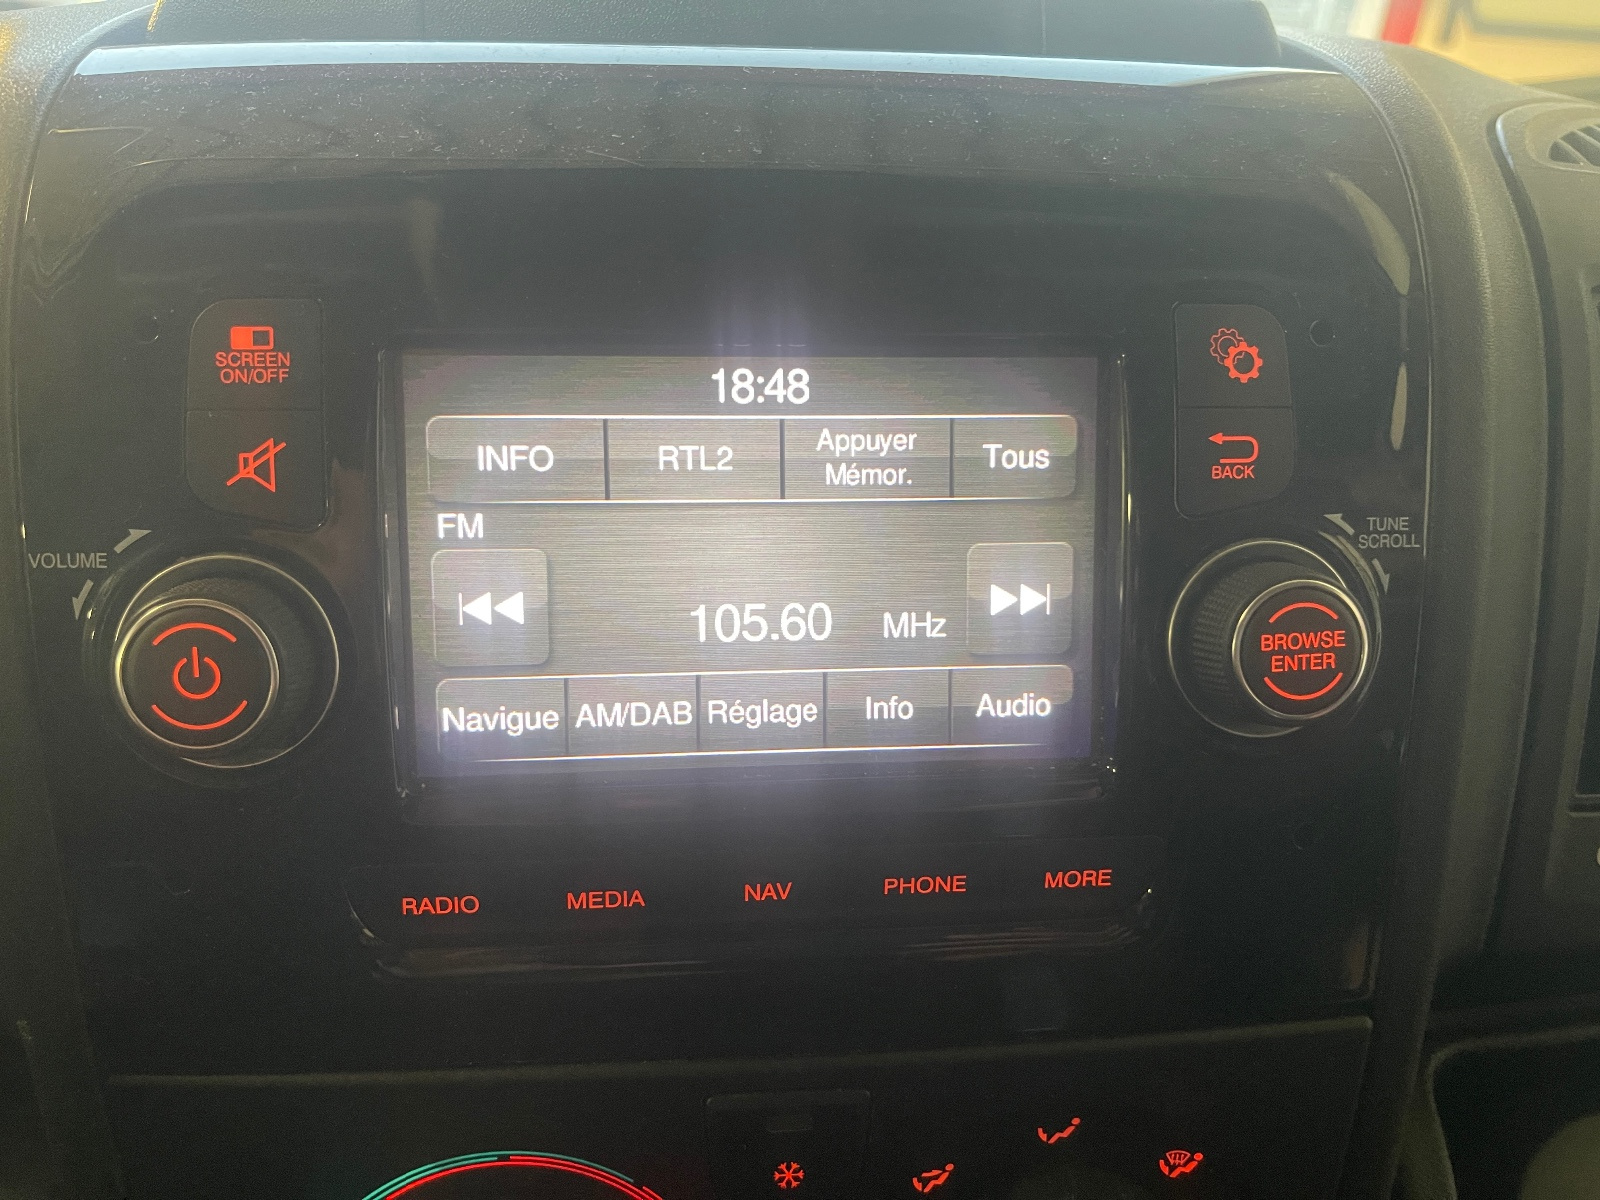 SCREEN
ON/OFF
VOLUME
18:48
INFO
RTL2
Appuyer
Mémor.
Tous
FM
105.60 MHz
Navigue
AM/DAB
Réglage
Info
Audio
BACK
TUNE
SCROLL
BROWSE
ENTER
RADIO
MEDIA
NAV
PHONE
MORE